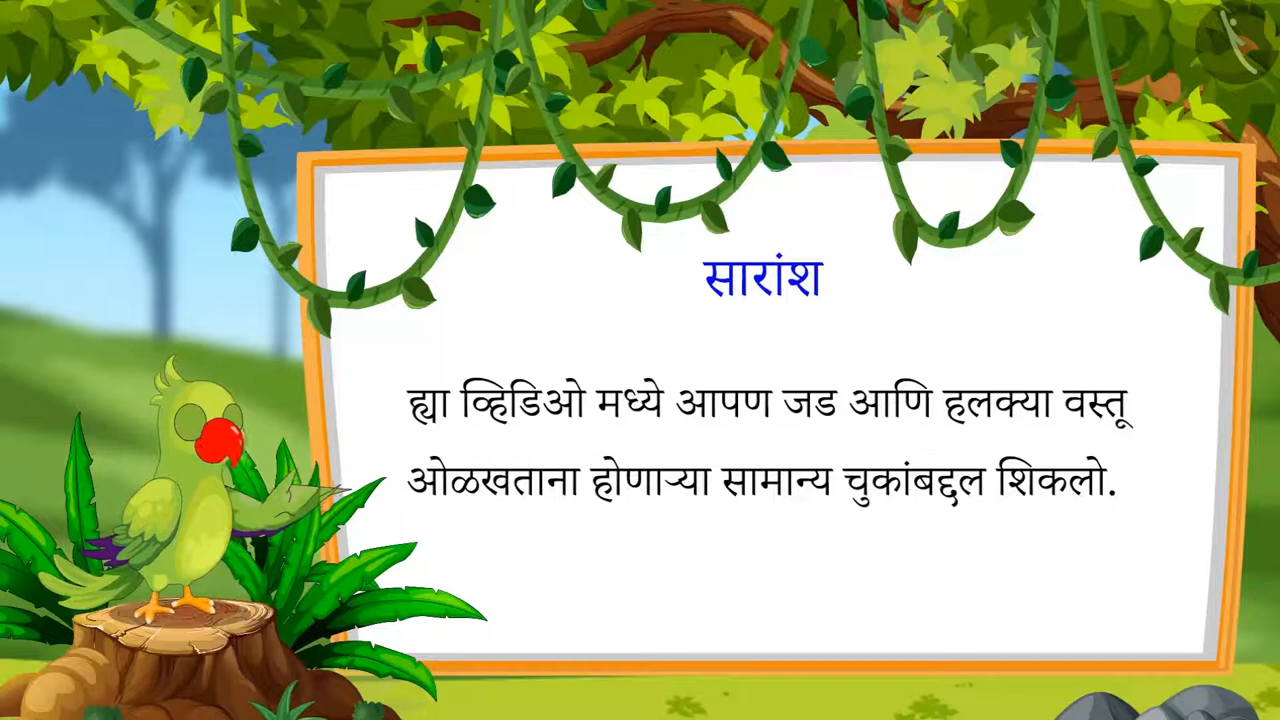 सारांश
ह्या व्हिडिओ मध्ये आपण जड आणि हलक्या वस्तू
ओळखताना होणाऱ्या सामान्य चुकांबद्दल शिकलो.